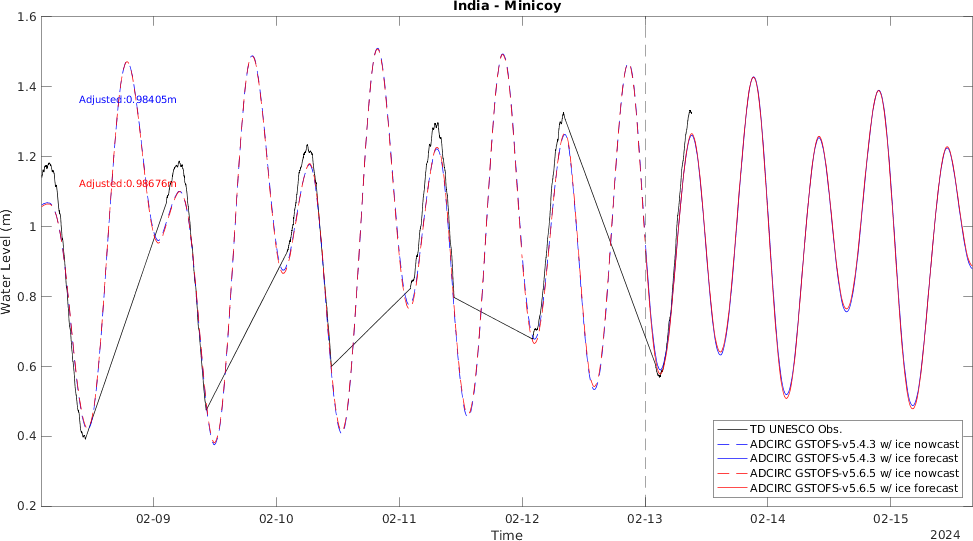 India - Minicoy
1.6
1.4
1.2
1
0.8
0.6
0.4
0.2
Water Level (m)
Adjusted:0.98405m
Adjusted:0.98676m
TD UNESCO Obs.
ADCIRC GSTOFS-v5.4.3 w/ ice nowcast
ADCIRC GSTOFS-v5.4.3 w/ ice forecast
ADCIRC GSTOFS-v5.6.5 w/ ice nowcast
ADCIRC GSTOFS-v5.6.5 w/ ice forecast
02-09 02-10 02-11 02-12 02-13 02-14 02-15
Time
2024